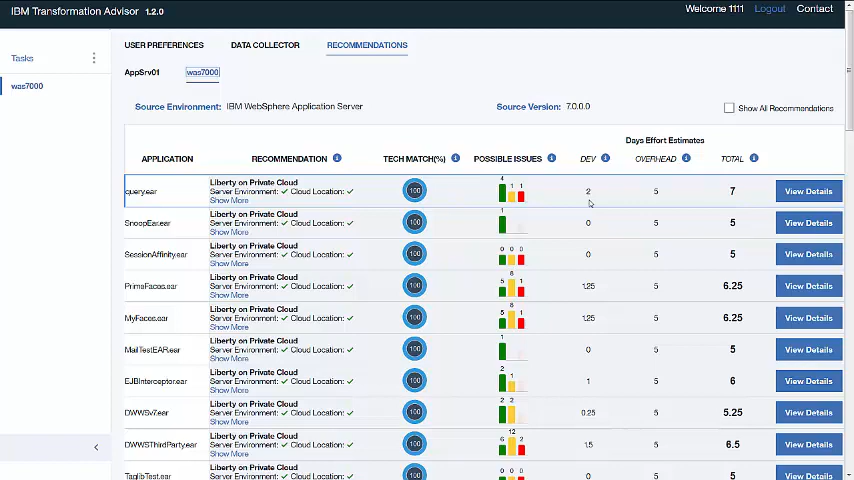 IBM Transformation Advisor 1.2.0 Welcome 1111 Logout Contact
Tasks
was7000
USER PREFERENCES DATA COLLECTOR RECOMMENDATIONS
AppSrv01 was7000
Source Environment: IBM WebSphere Application Server Source Version: 7.0.0.0 Show All Recommendations
Days Effort Estimates
APPLICATION RECOMMENDATION TECH MATCH(%) POSSIBLE ISSUES DEV OVERHEAD TOTAL
query.ear Liberty on Private Cloud 100 4 1 1 2 5 7 View Details
Server Environment: ✓ Cloud Location: ✓
Show More
SnoopEar.ear Liberty on Private Cloud 100 1 0 5 5 View Details
Server Environment: ✓ Cloud Location: ✓
Show More
SessionAffinity.ear Liberty on Private Cloud 100 0 0 0 0 5 5 View Details
Server Environment: ✓ Cloud Location: ✓
Show More
PrimeFaces.ear Liberty on Private Cloud 100 5 8 1 1.25 5 6.25 View Details
Server Environment: ✓ Cloud Location: ✓
Show More
MyFaces.ear Liberty on Private Cloud 100 5 8 1 1.25 5 6.25 View Details
Server Environment: ✓ Cloud Location: ✓
Show More
MailTestEAR.ear Liberty on Private Cloud 100 1 0 5 5 View Details
Server Environment: ✓ Cloud Location: ✓
Show More
EJBInterceptor.ear Liberty on Private Cloud 100 2 1 1 5 6 View Details
Server Environment: ✓ Cloud Location: ✓
Show More
DWWSv7.ear Liberty on Private Cloud 100 2 2 0.25 5 5.25 View Details
Server Environment: ✓ Cloud Location: ✓
Show More
DWWSThirdParty.ear Liberty on Private Cloud 100 6 12 2 1.5 5 6.5 View Details
Server Environment: ✓ Cloud Location: ✓
Show More
TaglibTest.ear Liberty on Private Cloud 100 0 0 0 0 5 5 View Details
Server Environment: ✓ Cloud Location: ✓